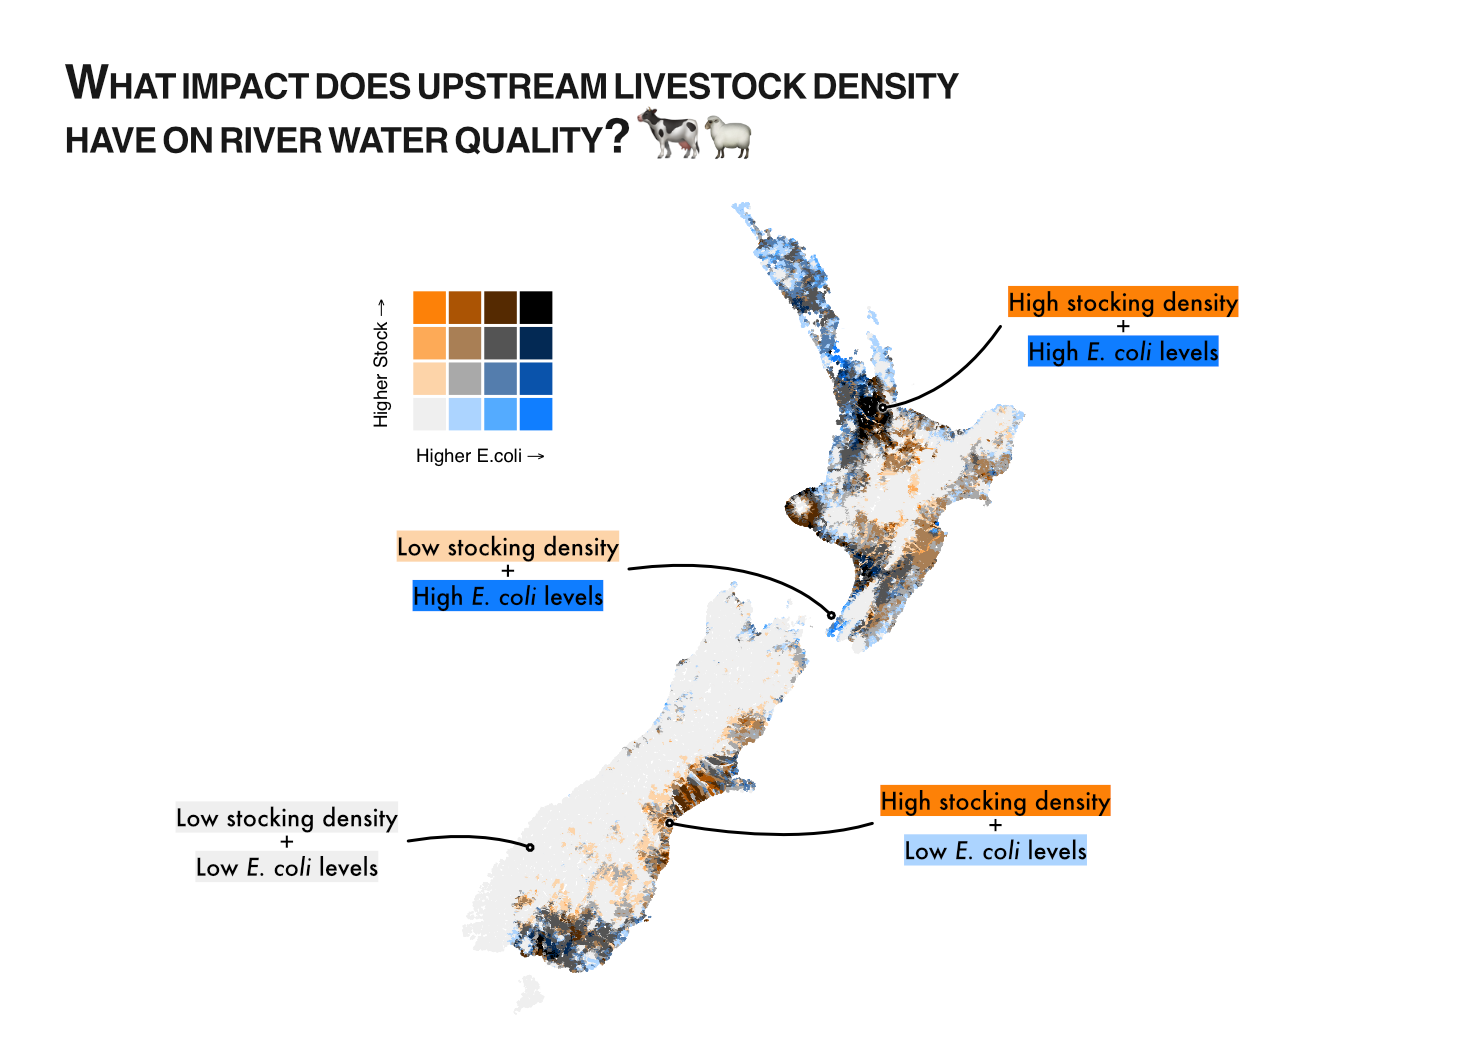 WHAT IMPACT DOES UPSTREAM LIVESTOCK DENSITY
HAVE ON RIVER WATER QUALITY?
Higher Stock →
Higher E.coli →
High stocking density
+
High E. coli levels
Low stocking density
+
High E. coli levels
Low stocking density
+
Low E. coli levels
High stocking density
+
Low E. coli levels